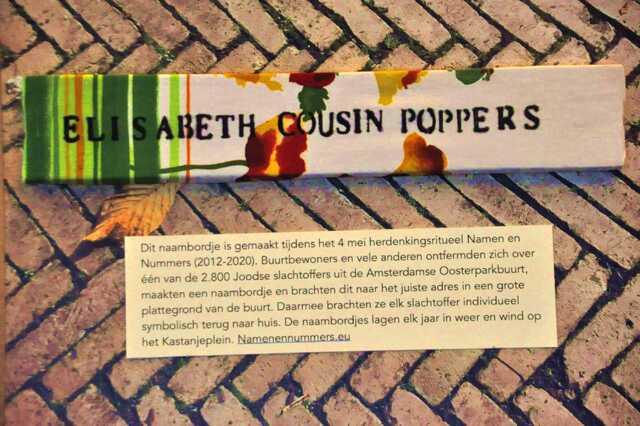 ELISABETH COUSIN POPPERS
Dit naambordje is gemaakt tijdens het 4 mei herdenkingsritueel Namen en
Nummers (2012-2020). Buurtbewoners en vele anderen ontfermden zich over
één van de 2.800 Joodse slachtoffers uit de Amsterdamse Oosterparkbuurt,
maakten een naambordje en brachten dit naar het juiste adres in een grote
plattegrond van de buurt. Daarmee brachten ze elk slachtoffer individueel
symbolisch terug naar huis. De naambordjes lagen elk jaar in weer en wind op
het Kastanjeplein. Namenennummers.eu